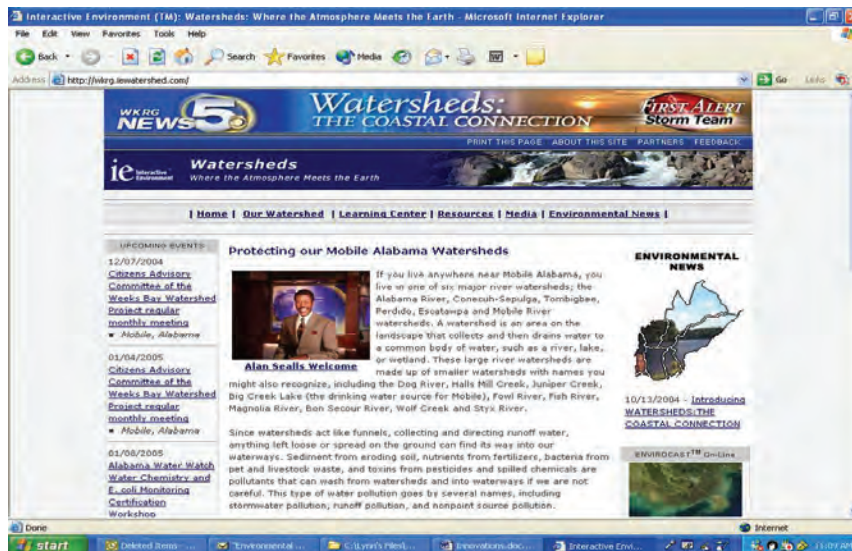 Interactive Environment (TM): Watersheds: Where the Atmosphere Meets the Earth - Microsoft Internet Explorer
File Edit View Favorites Tools Help
Back Search Favorites Media
Address http://wkrg.iewatershed.com/ Go
WKRG
NEWS 5
Watersheds:
THE COASTAL CONNECTION
FIRST ALERT
Storm Team
PRINT THIS PAGE ABOUT THIS SITE PARTNERS FEEDBACK
ie Interactive Environment
Watersheds
Where the Atmosphere Meets the Earth
| Home | Our Watershed | Learning Center | Resources | Media | Environmental News |
UPCOMING EVENTS
12/07/2004
Citizens Advisory
Committee of the
Weeks Bay Watershed
Project regular
monthly meeting
Mobile, Alabama
01/04/2005
Citizens Advisory
Committee of the
Weeks Bay Watershed
Project regular
monthly meeting
Mobile, Alabama
01/08/2005
Alabama Water Watch
Water Chemistry and
E. coli Monitoring
Certification
Workshop
Protecting our Mobile Alabama Watersheds
If you live anywhere near Mobile Alabama, you
live in one of six major river watersheds; the
Alabama River, Conecuh-Sepulga, Tombigbee,
Perdido, Escatawpa and Mobile River
watersheds. A watershed is an area on the
landscape that collects and then drains water to
a common body of water, such as a river, lake,
or wetland. These large river watersheds are
made up of smaller watersheds with names you
Alan Sealls Welcome
might also recognize, including the Dog River, Halls Mill Creek, Juniper Creek,
Big Creek Lake (the drinking water source for Mobile), Fowl River, Fish River,
Magnolia River, Bon Secour River, Wolf Creek and Styx River.
Since watersheds act like funnels, collecting and directing runoff water,
anything left loose or spread on the ground can find its way into our
waterways. Sediment from eroding soil, nutrients from fertilizers, bacteria from
pet and livestock waste, and toxins from pesticides and spilled chemicals are
pollutants that can wash from watersheds and into waterways if we are not
careful. This type of water pollution goes by several names, including
stormwater pollution, runoff pollution, and nonpoint source pollution.
ENVIRONMENTAL
NEWS
10/13/2004 - Introducing
WATERSHEDS:THE
COASTAL CONNECTION
ENVIROCAST™ On-Line
Done Internet
start Deleted Items - ... Environmental ... C:\Lynn's Files\... Innovations.doc... Interactive Envi... 11:09 AM